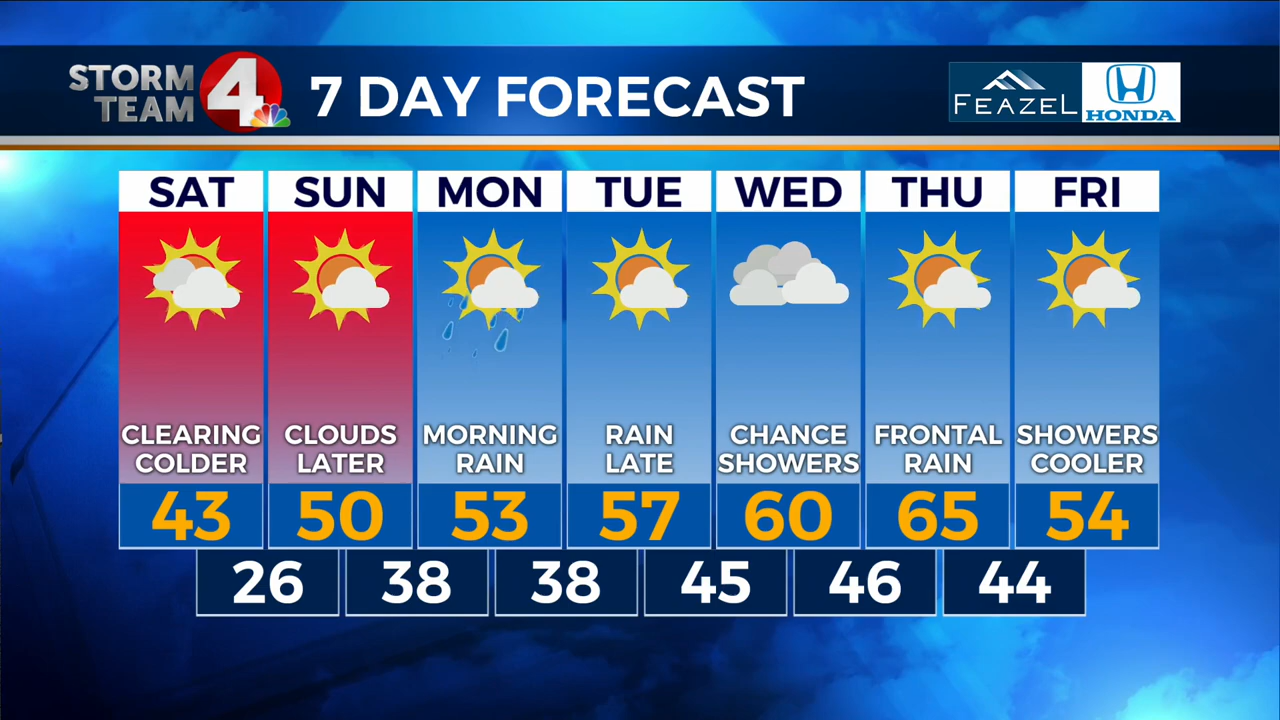 STORM
TEAM
4
7 DAY FORECAST
FEAZEL
HONDA
SAT SUN MON TUE WED THU FRI
CLEARING CLOUDS MORNING RAIN CHANCE FRONTAL SHOWERS
COLDER LATER RAIN LATE SHOWERS RAIN COOLER
43 50 53 57 60 65 54
26 38 38 45 46 44